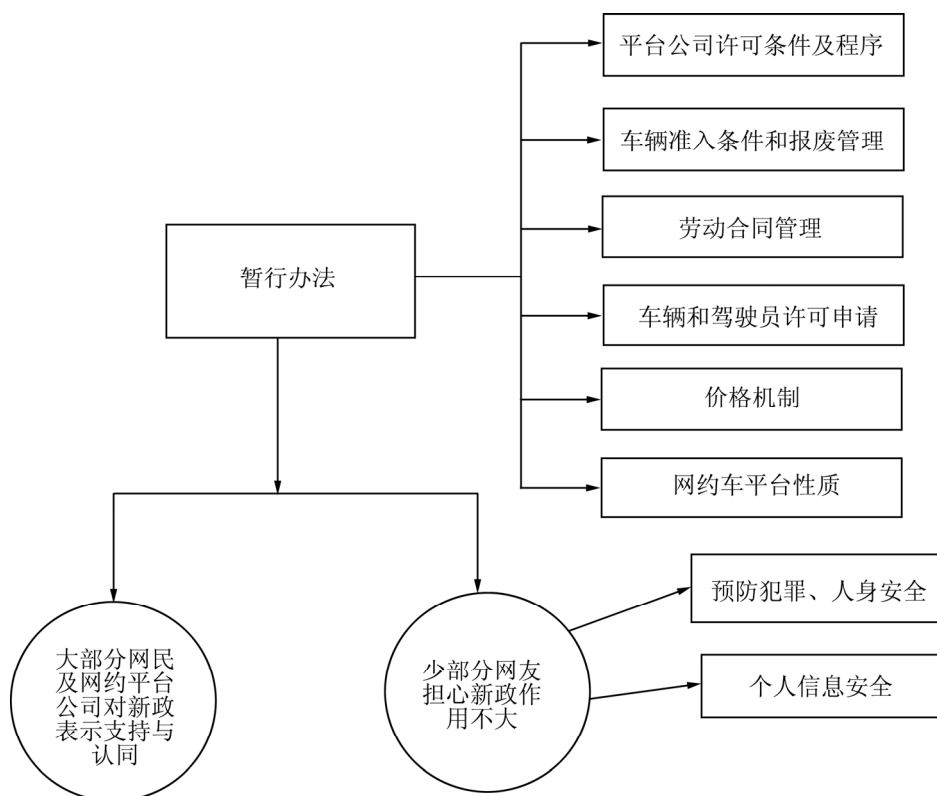 平台公司许可条件及程序
车辆准入条件和报废管理
劳动合同管理
暂行办法
车辆和驾驶员许可申请
价格机制
网约车平台性质
预防犯罪、人身安全
大部分网民
及网约平台
公司对新政
表示支持与
认同
少部分网友
担心新政作
用不大
个人信息安全